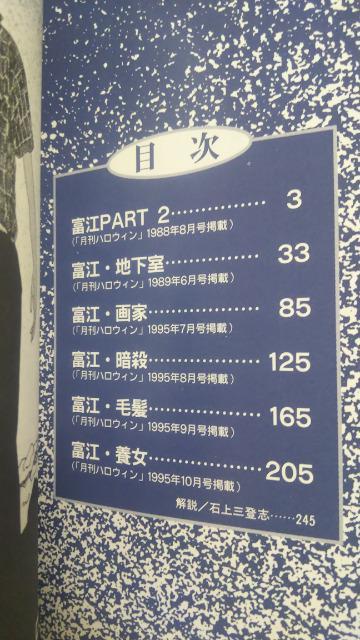 目次
富江PART 2……………… 3
(「月刊ハロウィン」1988年8月号掲載)
富江・地下室……………… 33
(「月刊ハロウィン」1989年6月号掲載)
富江・画家……………… 85
(「月刊ハロウィン」1995年7月号掲載)
富江・暗殺……………… 125
(「月刊ハロウィン」1995年8月号掲載)
富江・毛髪……………… 165
(「月刊ハロウィン」1995年9月号掲載)
富江・養女……………… 205
(「月刊ハロウィン」1995年10月号掲載)
解説／石上三登志……245